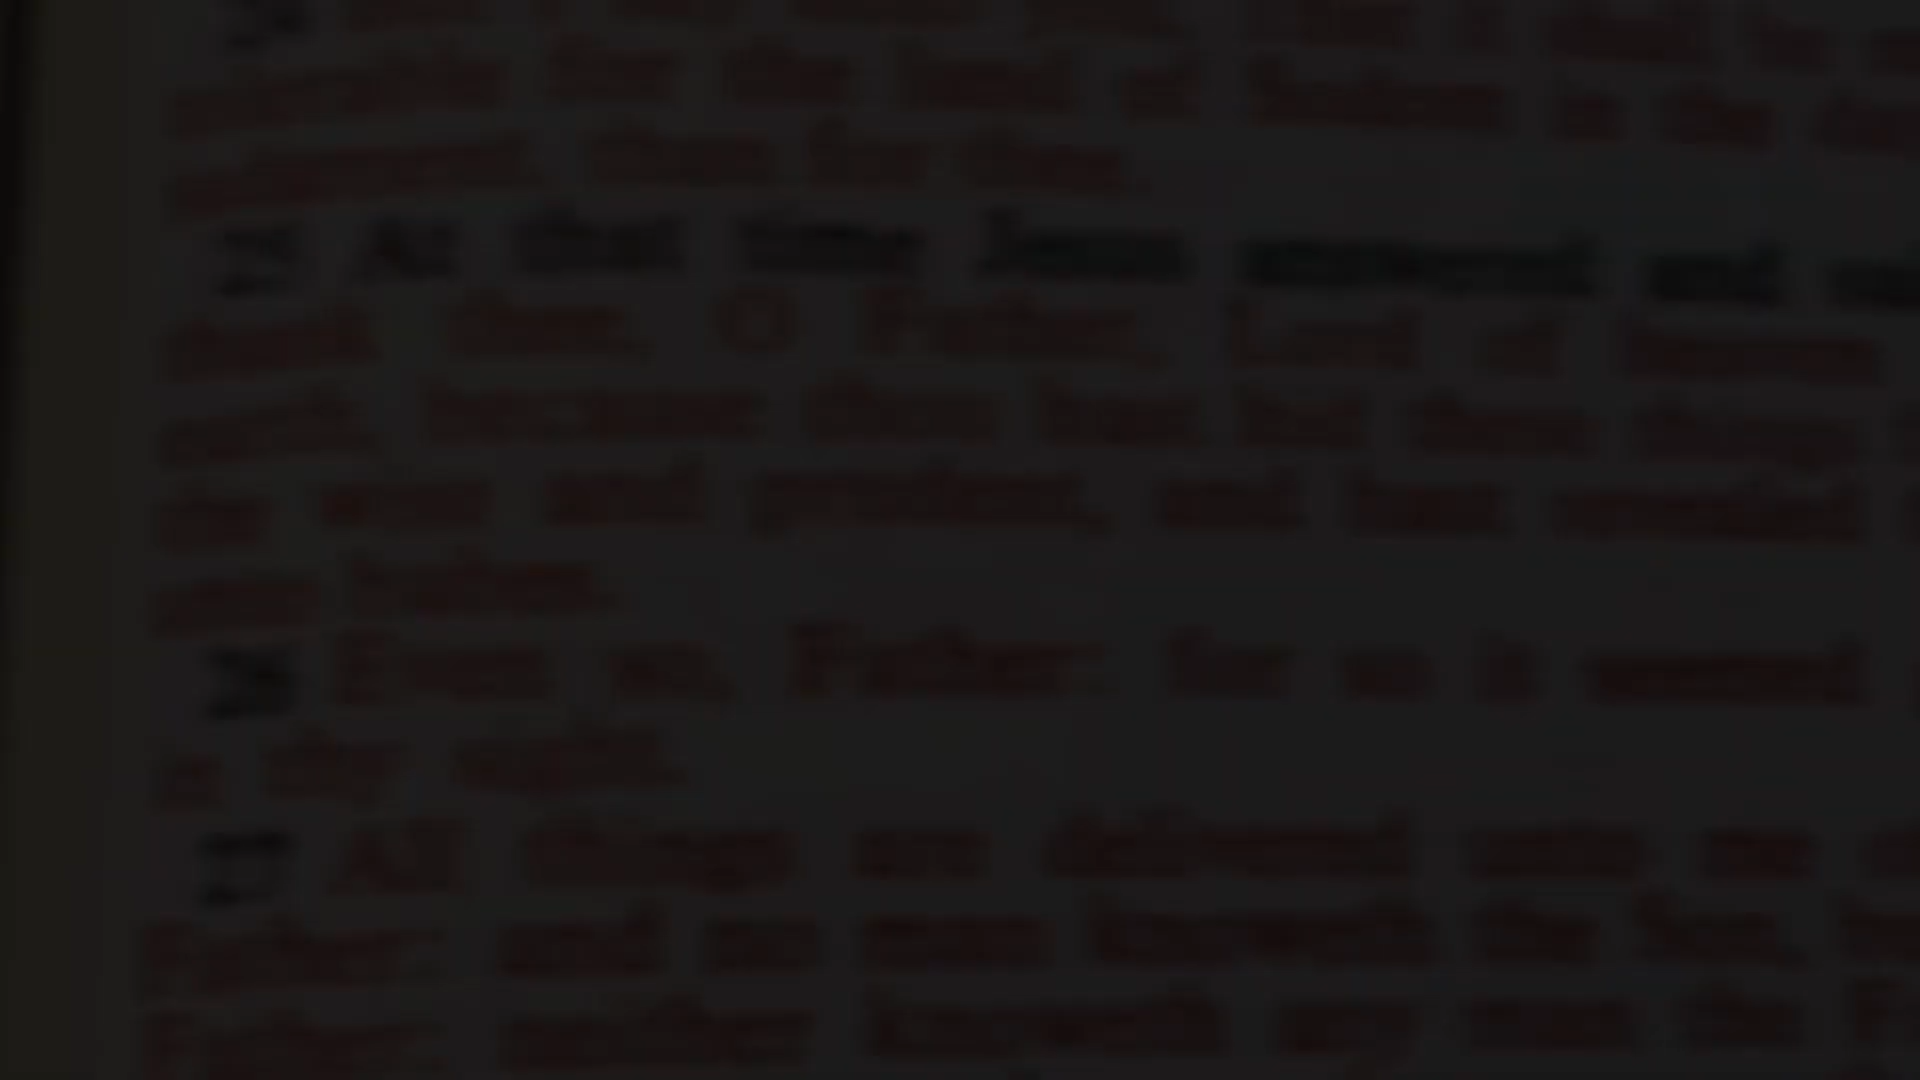 24
tolerable for the land of Sodom in the day
judgment, than for thee.
25 At that time Jesus answered and
thank thee, O Father, Lord of heaven
earth, because thou hast hid these things
the wise and prudent, and hast revealed
unto babes.
26 Even so, Father: for so it seemed
in thy sight.
27 All things are delivered unto me
Father: and no man knoweth the Son,
Father; neither knoweth any man the